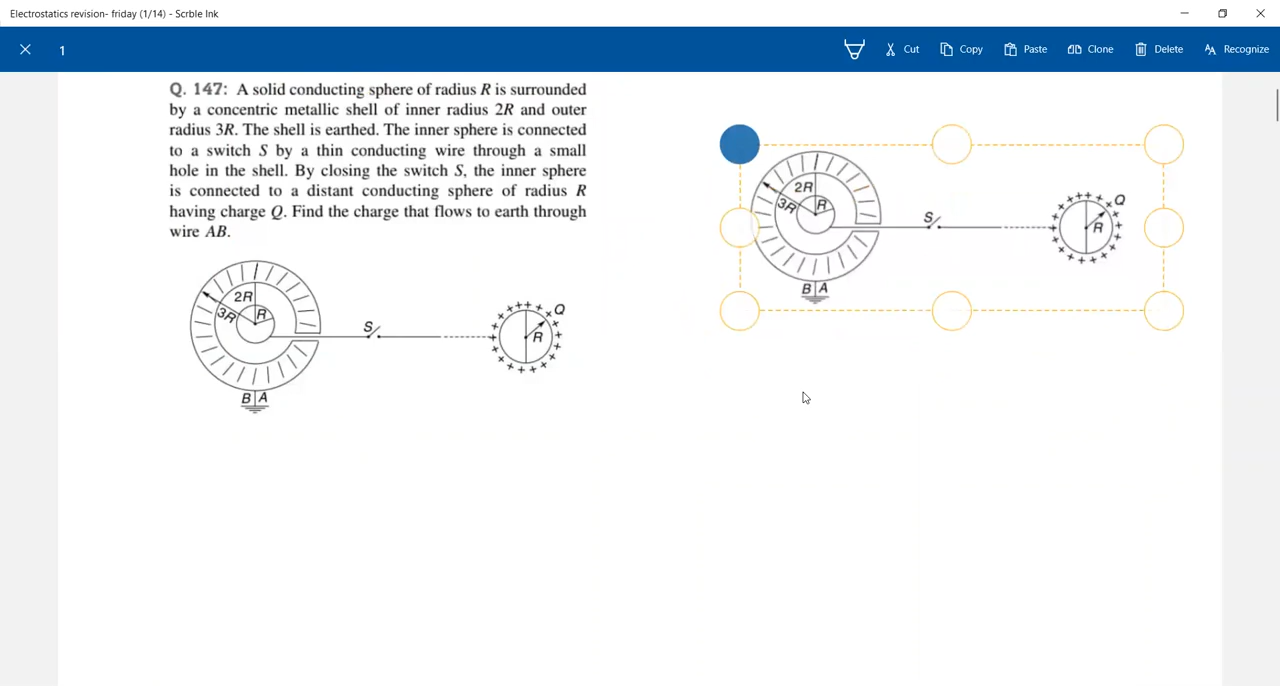 Electrostatics revision- friday (1/14) - Scrble Ink
1
Cut
Copy
Paste
Clone
Delete
Recognize
Q. 147: A solid conducting sphere of radius R is surrounded
by a concentric metallic shell of inner radius 2R and outer
radius 3R. The shell is earthed. The inner sphere is connected
to a switch S by a thin conducting wire through a small
hole in the shell. By closing the switch S, the inner sphere
is connected to a distant conducting sphere of radius R
having charge Q. Find the charge that flows to earth through
wire AB.
2R
3R
R
S
Q
R
B A
2R
3R
R
S
Q
R
B A